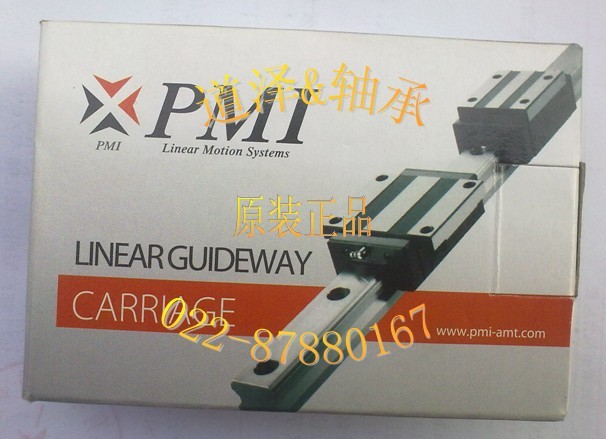 PMI
PMI
Linear Motion Systems
逍泽&轴承
原装正品
LINEAR GUIDEWAY
CARRIAGE
022-87880167
www.pmi-amt.com